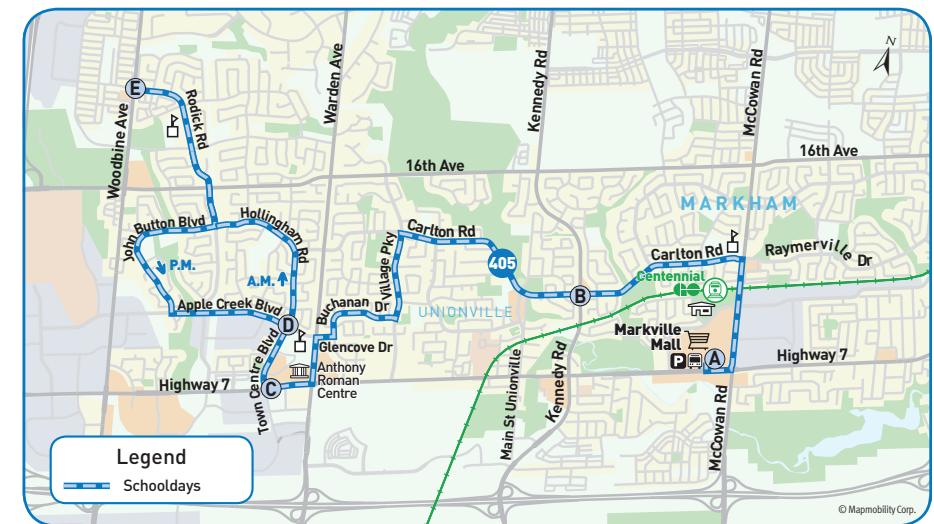 N
E
Rodick Rd
Woodbine Ave
Warden Ave
Kennedy Rd
McCowan Rd
16th Ave
16th Ave
MARKHAM
John Button Blvd
Hollingham Rd
P.M.
A.M.
Apple Creek Blvd
D
Village Pky
Carlton Rd
405
Buchanan Dr
UNIONVILLE
B
Carlton Rd
Raymerville Dr
Centennial
Markville
Mall
P
A
Glencove Dr
Anthony
Roman
Centre
Town Centre Blvd
C
Highway 7
Highway 7
Main St Unionville
Kennedy Rd
McCowan Rd
Legend
Schooldays
© Mapmobility Corp.